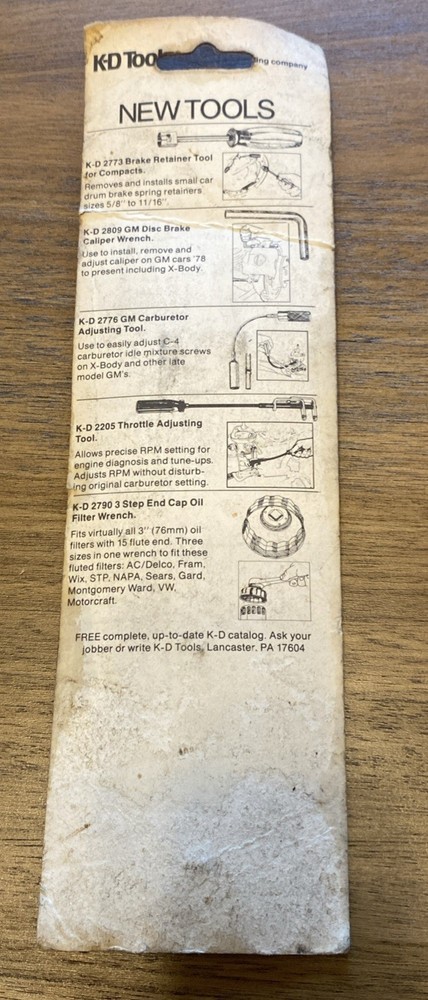 K-D Tool ing company
NEW TOOLS
K-D 2773 Brake Retainer Tool
for Compacts.
Removes and installs small car
drum brake spring retainers
sizes 5/8" to 11/16".
K-D 2809 GM Disc Brake
Caliper Wrench.
Use to install, remove and
adjust caliper on GM cars '78
to present including X-Body
K-D 2776 GM Carburetor
Adjusting Tool.
Use to easily adjust C-4
carburetor idle mixture screws
on X-Body and other late
model GM's.
K-D 2205 Throttle Adjusting
Tool.
Allows precise RPM setting for
engine diagnosis and tune-ups.
Adjusts RPM without disturb-
ing original carburetor setting.
K-D 2790 3 Step End Cap Oil
Filter Wrench.
Fits virtually all 3" (76mm) oil
filters with 15 flute end. Three
sizes in one wrench to fit these
fluted filters: AC/Delco, Fram,
Wix, STP, NAPA, Sears, Gard,
Montgomery Ward, VW,
Motorcraft.
FREE complete, up-to-date K-D catalog. Ask your
jobber or write K-D Tools, Lancaster, PA 17604